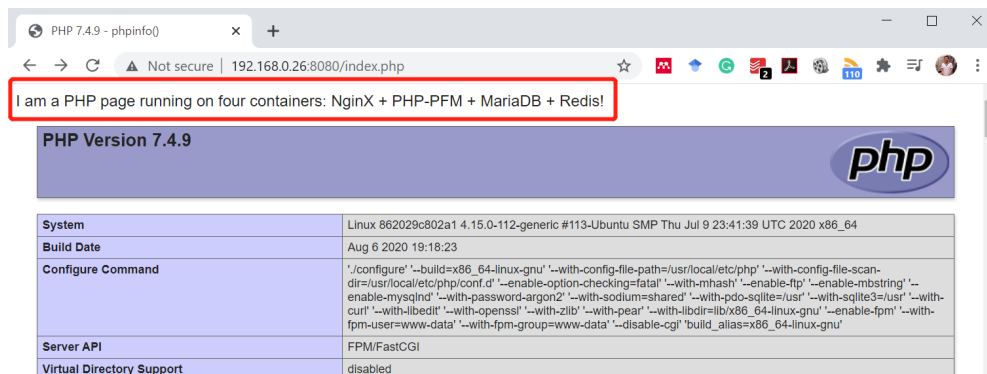 PHP 7.4.9 - phpinfo()
Not secure | 192.168.0.26:8080/index.php
2
110
I am a PHP page running on four containers: NginX + PHP-PFM + MariaDB + Redis!
PHP Version 7.4.9
php
System Linux 862029c802a1 4.15.0-112-generic #113-Ubuntu SMP Thu Jul 9 23:41:39 UTC 2020 x86_64
Build Date Aug 6 2020 19:18:23
Configure Command './configure' '--build=x86_64-linux-gnu' '--with-config-file-path=/usr/local/etc/php' '--with-config-file-scan-
dir=/usr/local/etc/php/conf.d' '--enable-option-checking=fatal' '--with-mhash' '--enable-ftp' '--enable-mbstring' '--
enable-mysqlnd' '--with-password-argon2' '--with-sodium=shared' '--with-pdo-sqlite=/usr' '--with-sqlite3=/usr' '--with-
curl' '--with-libedit' '--with-openssl' '--with-zlib' '--with-pear' '--with-libdir=lib/x86_64-linux-gnu' '--enable-fpm' '--with-
fpm-user=www-data' '--with-fpm-group=www-data' '--disable-cgi' 'build_alias=x86_64-linux-gnu'
Server API FPM/FastCGI
Virtual Directory Support disabled